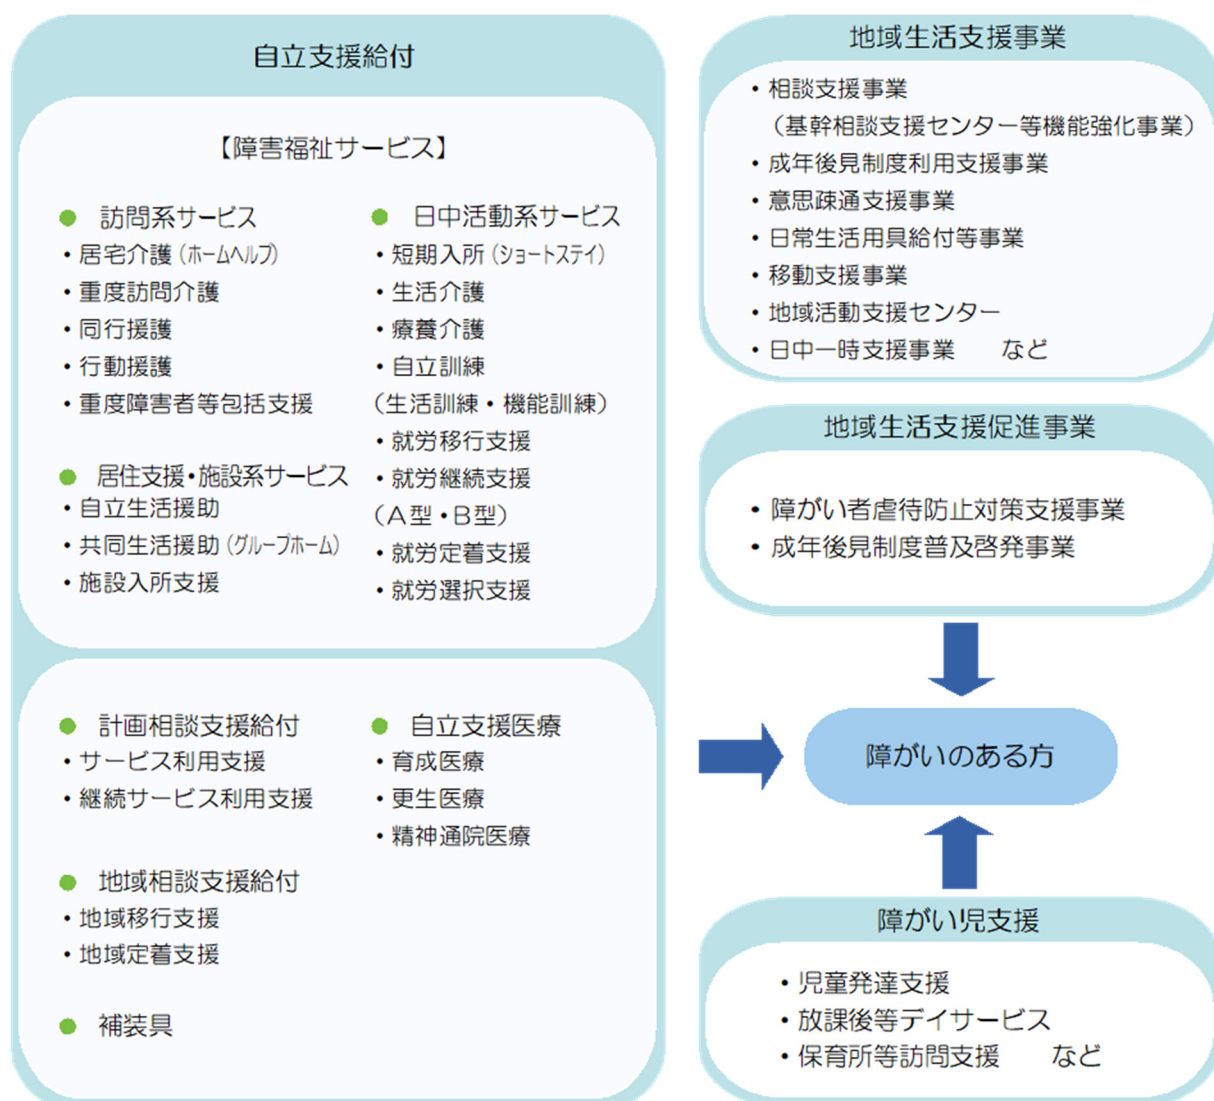 自立支援給付
【障害福祉サービス】
● 訪問系サービス
・居宅介護(ホームヘルプ)
・重度訪問介護
・同行援護
・行動援護
・重度障害者等包括支援
● 居住支援・施設系サービス
・自立生活援助
・共同生活援助(グループホーム)
・施設入所支援
● 日中活動系サービス
・短期入所(ショートステイ)
・生活介護
・療養介護
・自立訓練
(生活訓練・機能訓練)
・就労移行支援
・就労継続支援
(A型・B型)
・就労定着支援
・就労選択支援
● 計画相談支援給付
・サービス利用支援
・継続サービス利用支援
● 地域相談支援給付
・地域移行支援
・地域定着支援
● 補装具
● 自立支援医療
・育成医療
・更生医療
・精神通院医療
地域生活支援事業
・相談支援事業
(基幹相談支援センター等機能強化事業)
・成年後見制度利用支援事業
・意思疎通支援事業
・日常生活用具給付等事業
・移動支援事業
・地域活動支援センター
・日中一時支援事業 など
地域生活支援促進事業
・障がい者虐待防止対策支援事業
・成年後見制度普及啓発事業
障がいのある方
障がい児支援
・児童発達支援
・放課後等デイサービス
・保育所等訪問支援 など